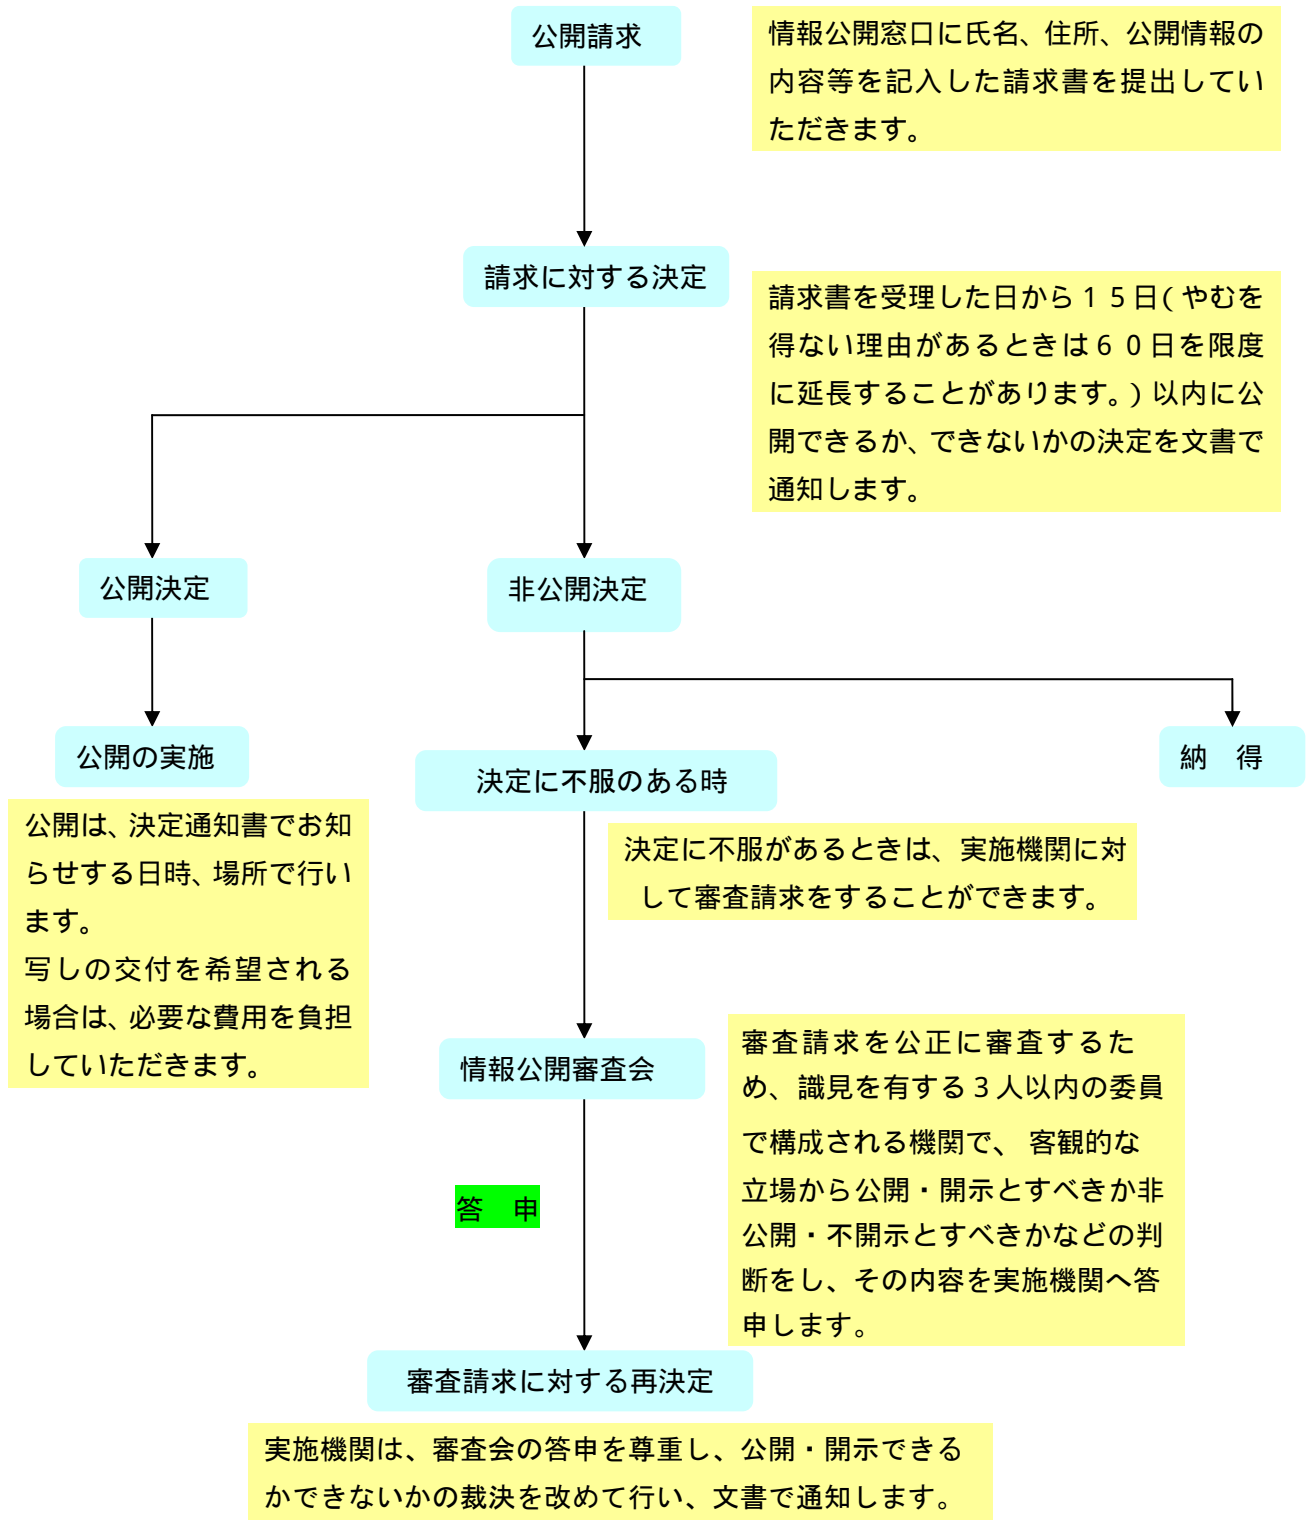 公開請求
情報公開窓口に氏名、住所、公開情報の
内容等を記入した請求書を提出してい
ただきます。
請求に対する決定
請求書を受理した日から１５日(やむを
得ない理由があるときは６０日を限度
に延長することがあります。)以内に公
開できるか、できないかの決定を文書で
通知します。
公開決定
非公開決定
公開の実施
決定に不服のある時
納　得
公開は、決定通知書でお知
らせする日時、場所で行い
ます。
写しの交付を希望される
場合は、必要な費用を負担
していただきます。
決定に不服があるときは、実施機関に対
して審査請求をすることができます。
情報公開審査会
審査請求を公正に審査するた
め、識見を有する３人以内の委員
で構成される機関で、 客観的な
立場から公開・開示とすべきか非
公開・不開示とすべきかなどの判
断をし、その内容を実施機関へ答
申します。
答　申
審査請求に対する再決定
実施機関は、審査会の答申を尊重し、公開・開示できる
かできないかの裁決を改めて行い、文書で通知します。